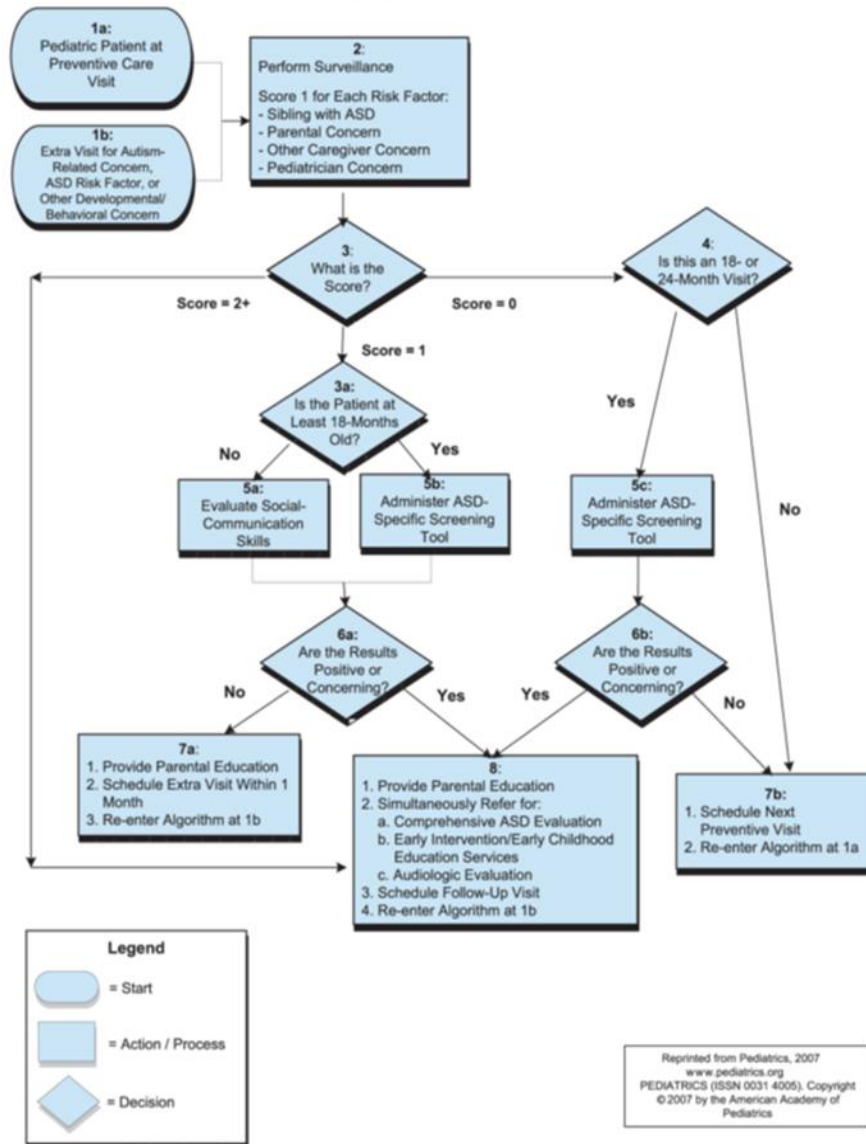 1a:
Pediatric Patient at
Preventive Care
Visit
1b:
Extra Visit for Autism-
Related Concern,
ASD Risk Factor, or
Other Developmental/
Behavioral Concern
2:
Perform Surveillance
Score 1 for Each Risk Factor:
- Sibling with ASD
- Parental Concern
- Other Caregiver Concern
- Pediatrician Concern
3:
What is the
Score?
4:
Is this an 18- or
24-Month Visit?
Score = 2+
Score = 0
Score = 1
3a:
Is the Patient at
Least 18-Months
Old?
No
Yes
Yes
No
5a:
Evaluate Social-
Communication
Skills
5b:
Administer ASD-
Specific Screening
Tool
5c:
Administer ASD-
Specific Screening
Tool
6a:
Are the Results
Positive or
Concerning?
6b:
Are the Results
Positive or
Concerning?
No
Yes
Yes
No
7a:
1. Provide Parental Education
2. Schedule Extra Visit Within 1
Month
3. Re-enter Algorithm at 1b
8:
1. Provide Parental Education
2. Simultaneously Refer for:
a. Comprehensive ASD Evaluation
b. Early Intervention/Early Childhood
Education Services
c. Audiologic Evaluation
3. Schedule Follow-Up Visit
4. Re-enter Algorithm at 1b
7b:
1. Schedule Next
Preventive Visit
2. Re-enter Algorithm at 1a
Legend
= Start
= Action / Process
= Decision
Reprinted from Pediatrics, 2007
www.pediatrics.org
PEDIATRICS (ISSN 0031 4005). Copyright
©2007 by the American Academy of
Pediatrics